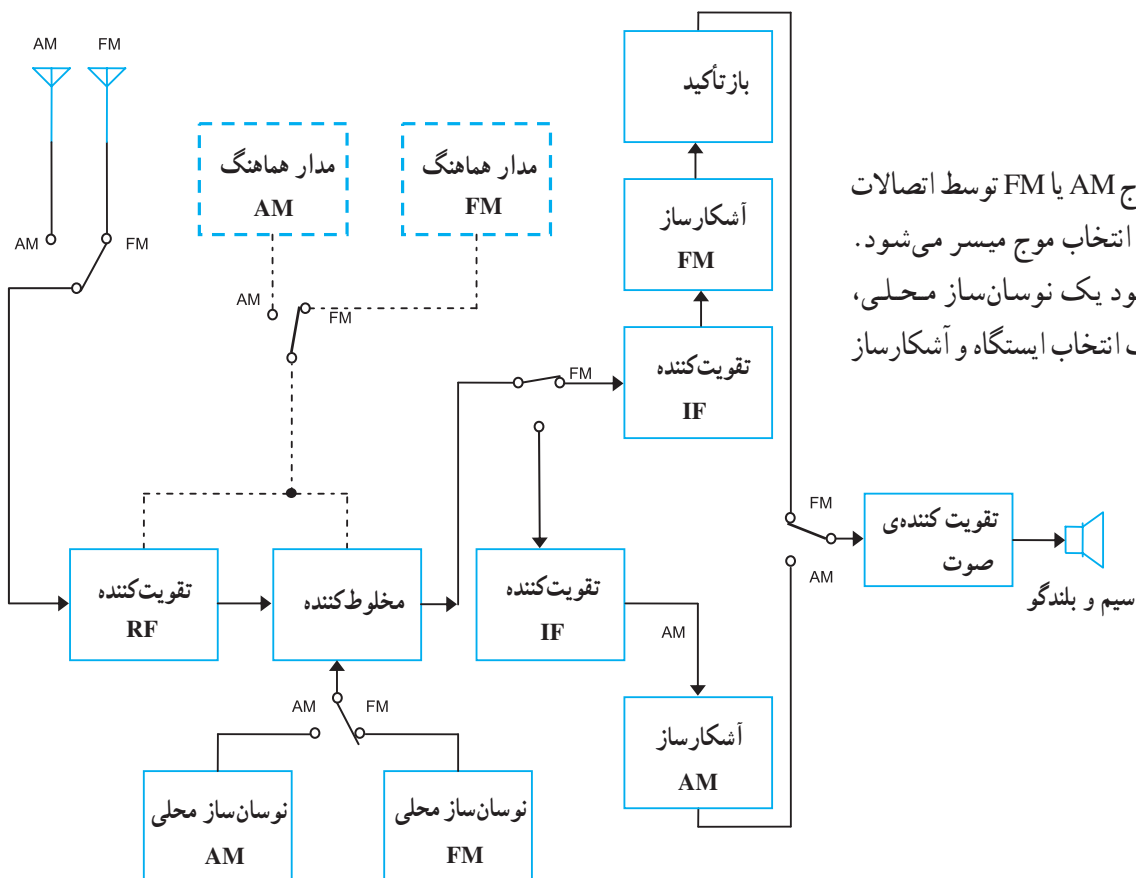 AM FM
AM FM
مدار هماهنگ
AM
مدار هماهنگ
FM
AM FM
باز تأکید
آشکارساز
FM
تقویت‌کننده
IF
FM
ج AM یا FM توسط اتصالات
انتخاب موج میسر می‌شود.
ود یک نوسان‌ساز محلی،
انتخاب ایستگاه و آشکارساز
تقویت‌کننده
RF
مخلوط‌کننده
تقویت‌کننده
IF
AM
آشکارساز
AM
AM FM
نوسان‌ساز محلی
AM
نوسان‌ساز محلی
FM
FM
AM
تقویت کننده‌ی
صوت
سیم و بلندگو